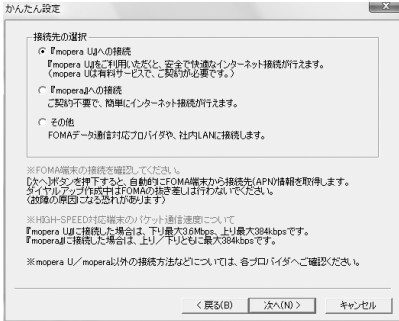 かんたん設定
接続先の選択
『mopera U』への接続
『mopera U』をご利用いただくと、安全で快適なインターネット接続が行えます。
(mopera Uは有料サービスで、ご契約が必要です。)
『mopera』への接続
ご契約不要で、簡単にインターネット接続が行えます。
その他
FOMAデータ通信対応プロバイダや、社内LANに接続します。
※FOMA端末の接続を確認してください。
[次へ]ボタンを押下すると、自動的にFOMA端末から接続先(APN)情報を取得します。
ダイヤルアップ作成中はFOMAの抜き差しは行わないでください。
(故障の原因になる恐れがあります)
※HIGH-SPEED対応端末のパケット通信速度について
『mopera U』に接続した場合は、下り最大3.6Mbps、上り最大384kbpsです。
『mopera』に接続した場合は、上り/下りともに最大384kbpsです。
※mopera U/mopera以外の接続方法などについては、各プロバイダへご確認ください。
< 戻る(B)
次へ(N) >
キャンセル